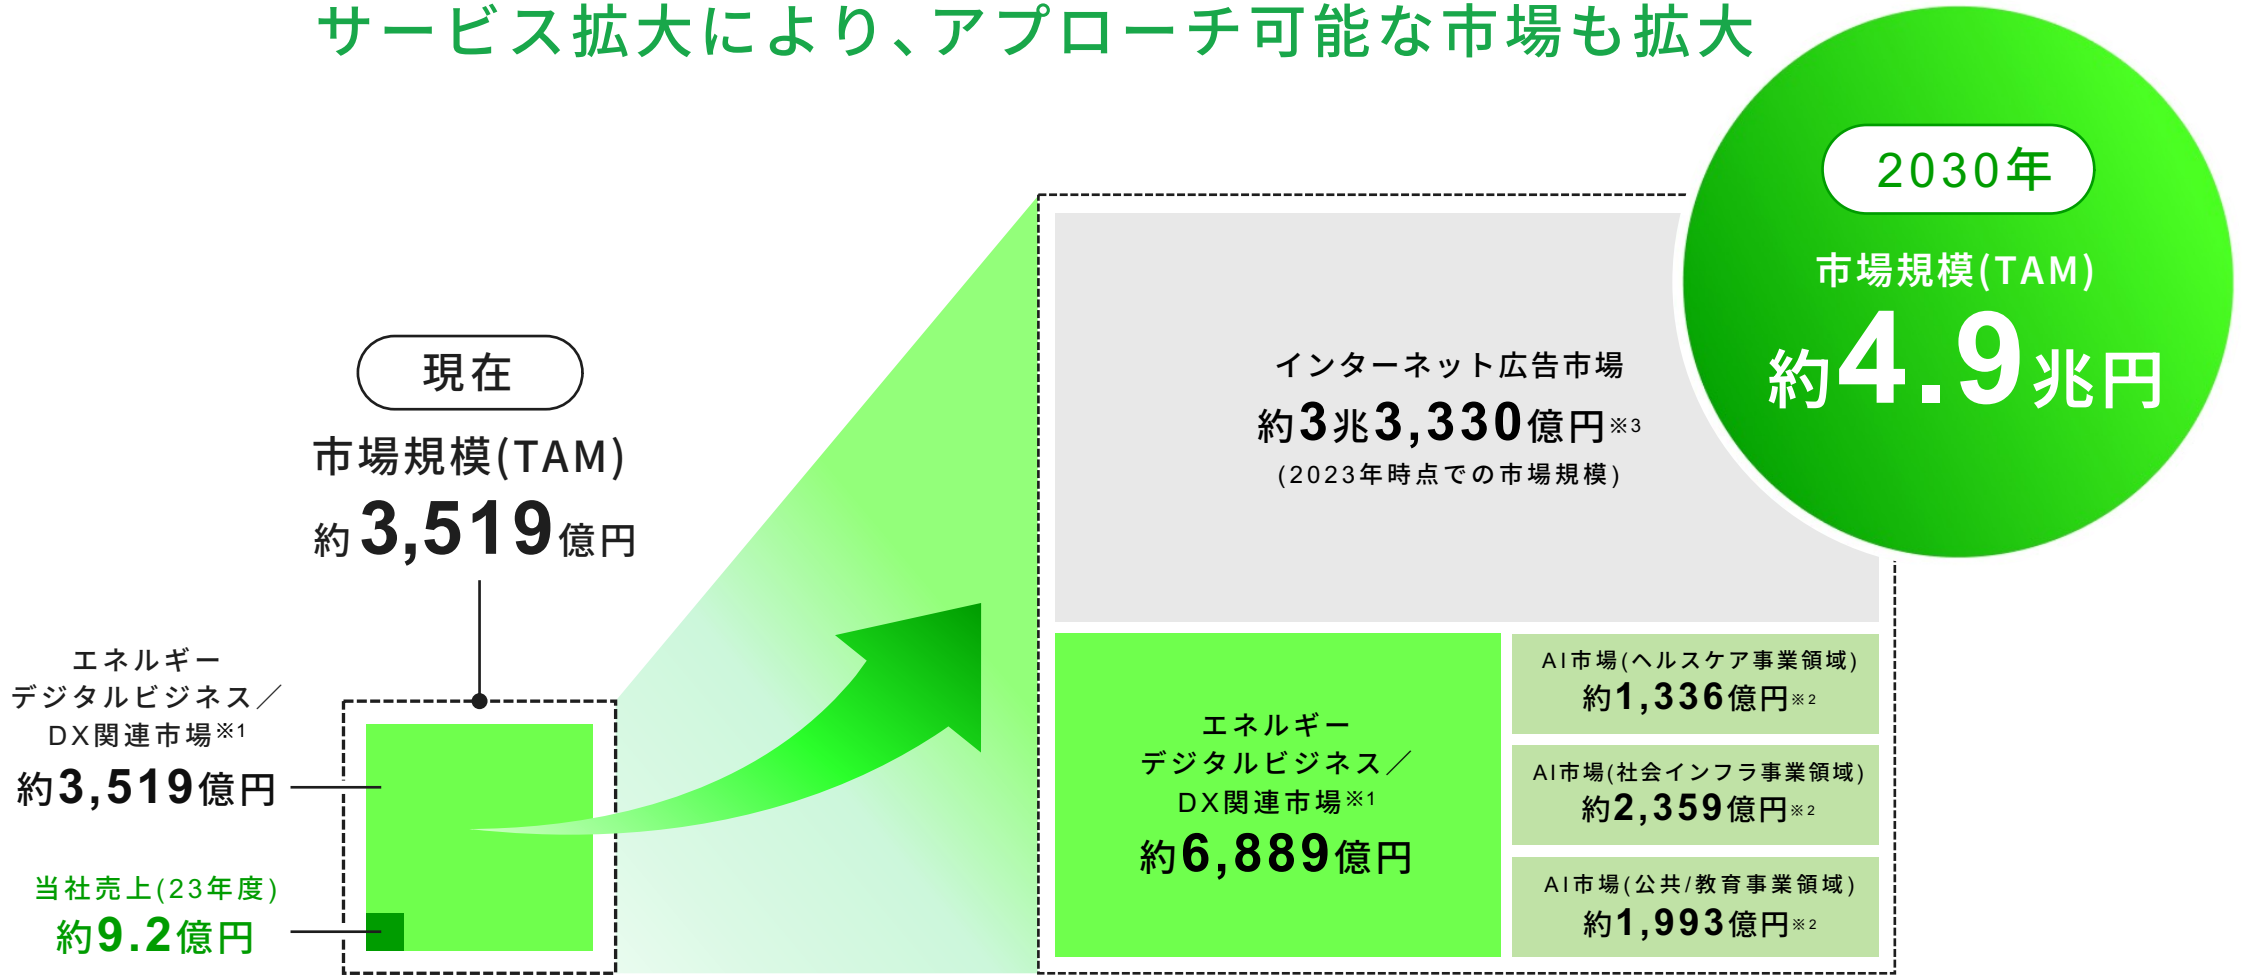 サービス拡大により、アプローチ可能な市場も拡大
現在
市場規模(TAM)
約3,519億円
エネルギー
デジタルビジネス／
DX関連市場※1
約3,519億円
当社売上(23年度)
約9.2億円
2030年
市場規模(TAM)
約4.9兆円
インターネット広告市場
約3兆3,330億円※3
(2023年時点での市場規模)
エネルギー
デジタルビジネス／
DX関連市場※1
約6,889億円
AI市場(ヘルスケア事業領域)
約1,336億円※2
AI市場(社会インフラ事業領域)
約2,359億円※2
AI市場(公共/教育事業領域)
約1,993億円※2